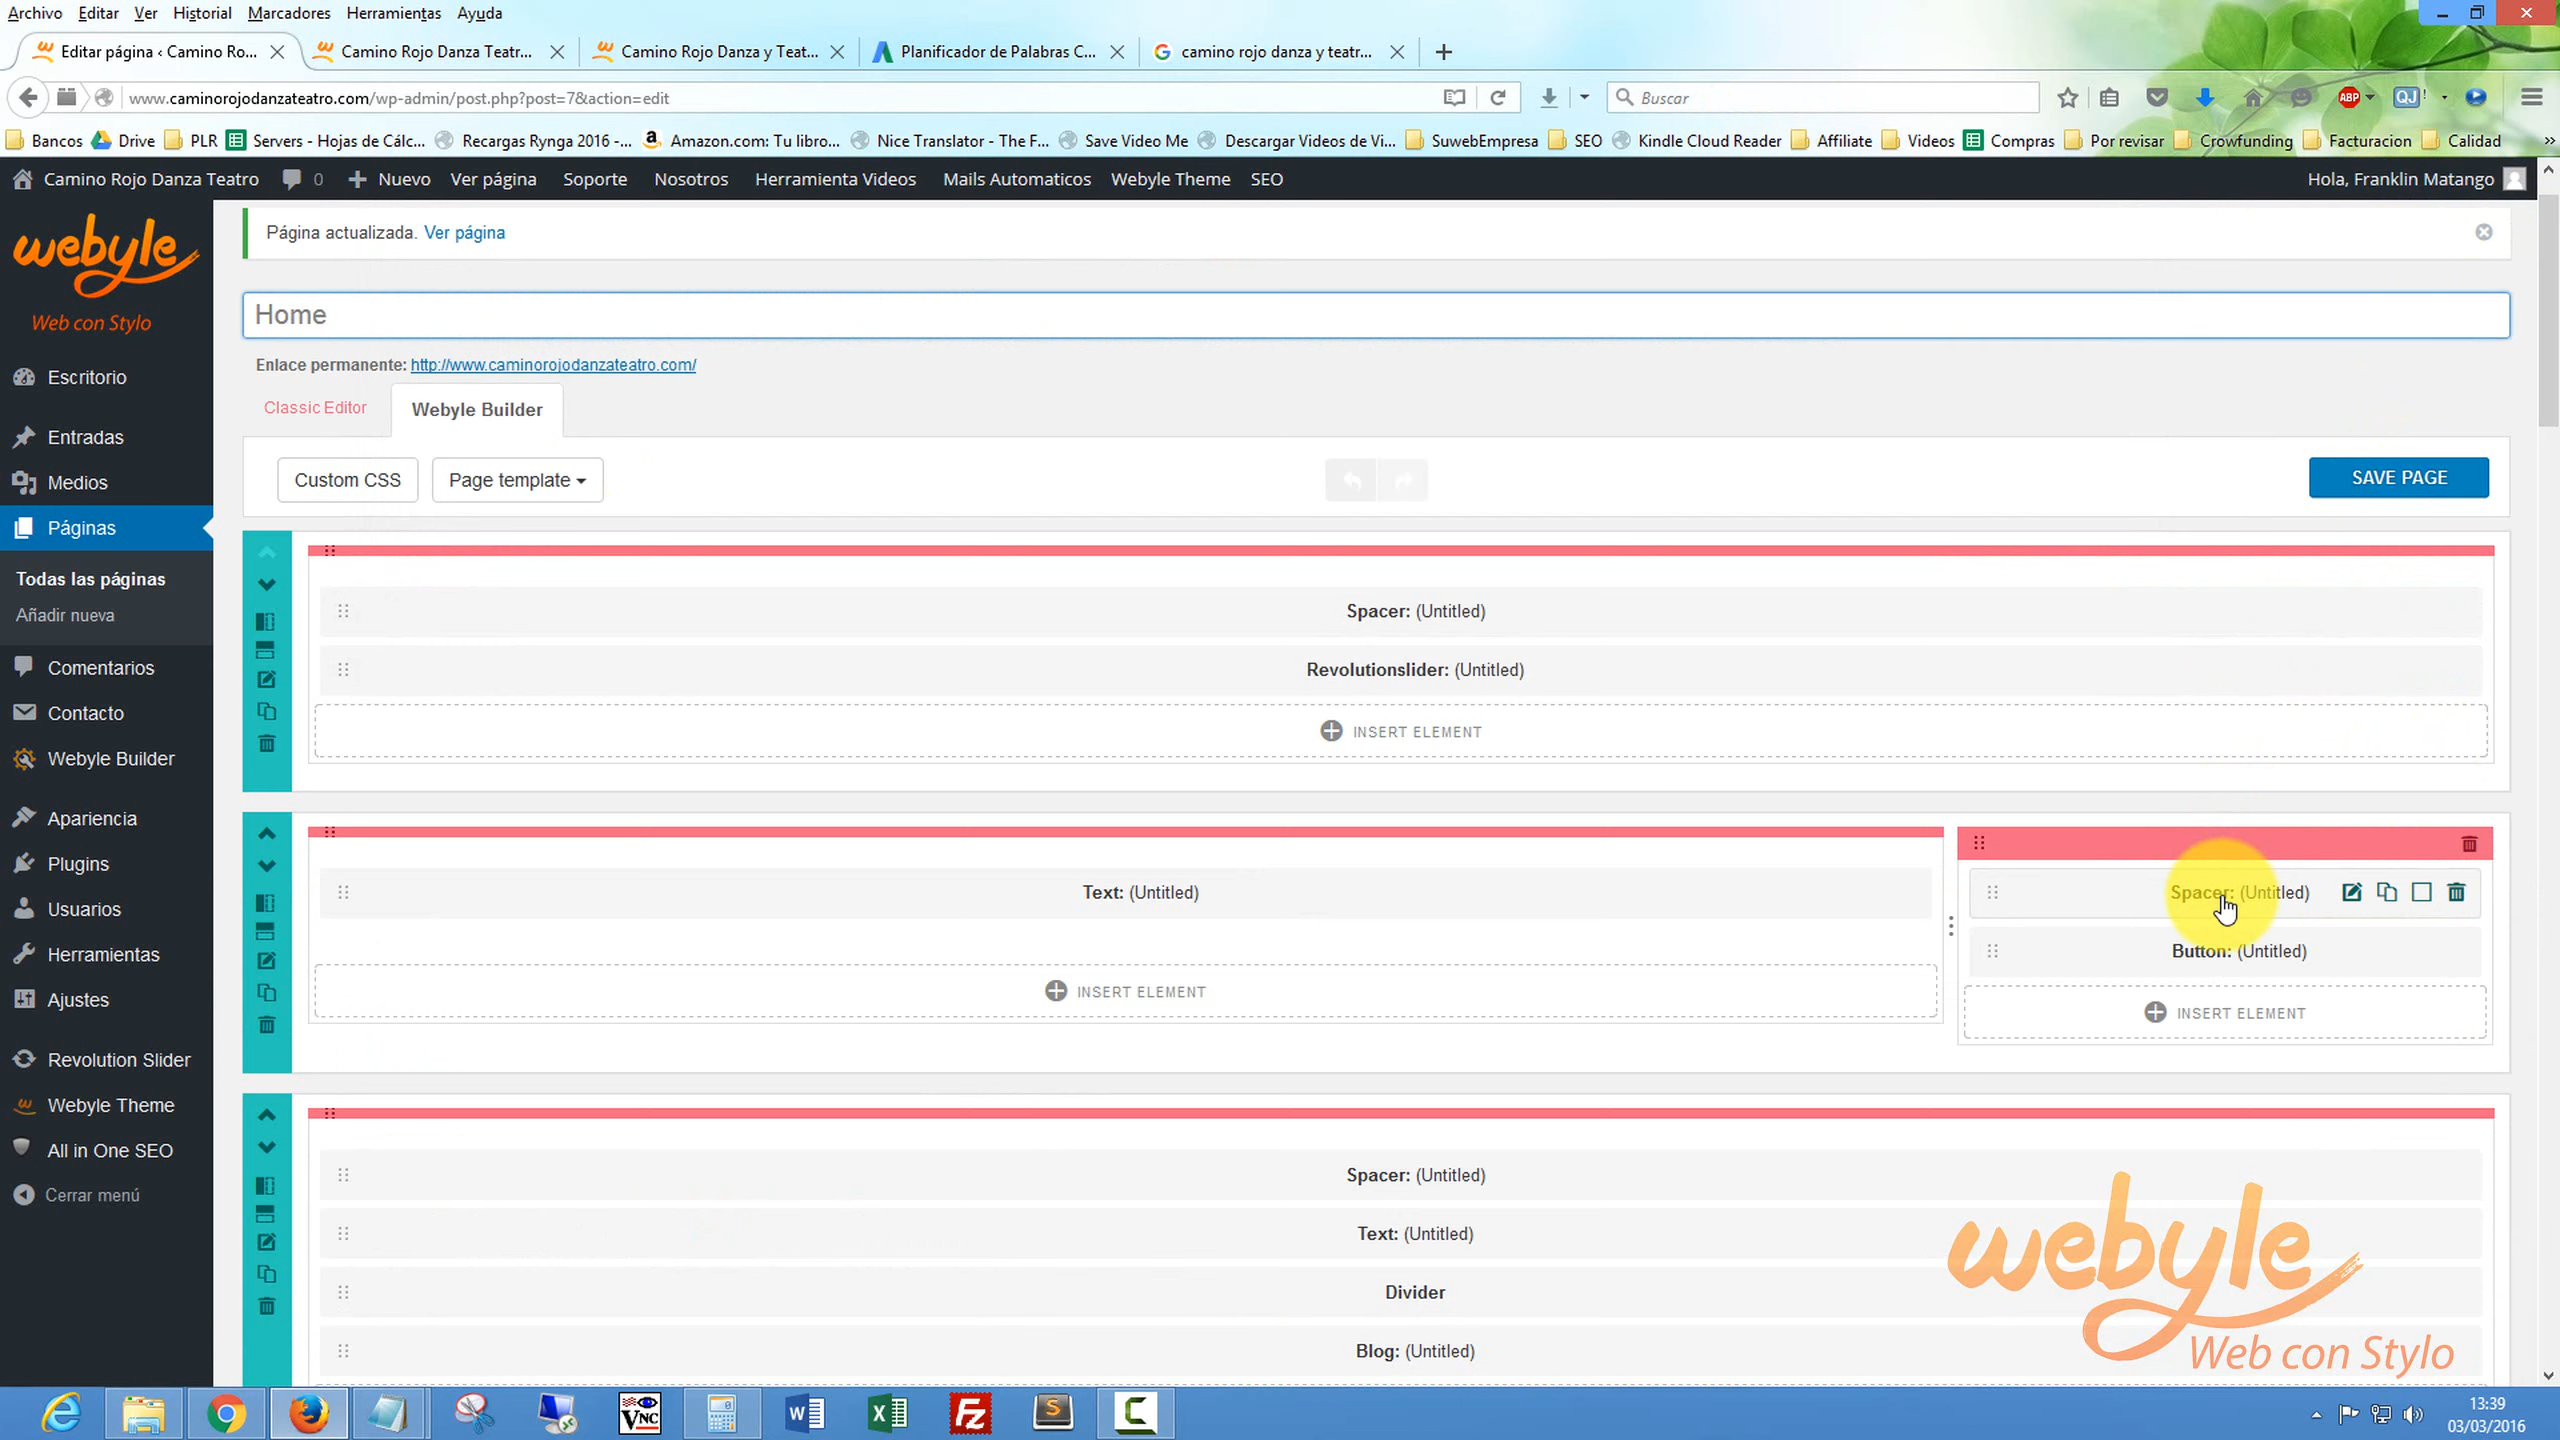 Archivo Editar Ver Historial Marcadores Herramientas Ayuda
Editar página ‹ Camino Ro... Camino Rojo Danza Teatr... Camino Rojo Danza y Teat... Planificador de Palabras C... camino rojo danza y teatr...
www.caminorojodanzateatro.com/wp-admin/post.php?post=7&action=edit Buscar ABP QJ!
Bancos Drive PLR Servers - Hojas de Cálc... Recargas Rynga 2016 -... Amazon.com: Tu libro... Nice Translator - The F... Save Video Me Descargar Videos de Vi... SuwebEmpresa SEO Kindle Cloud Reader Affiliate Videos Compras Por revisar Crowfunding Facturacion Calidad »
Camino Rojo Danza Teatro 0 Nuevo Ver página Soporte Nosotros Herramienta Videos Mails Automaticos Webyle Theme SEO Hola, Franklin Matango
webyle
Web con Stylo
Escritorio
Entradas
Medios
Páginas
Todas las páginas
Añadir nueva
Comentarios
Contacto
Webyle Builder
Apariencia
Plugins
Usuarios
Herramientas
Ajustes
Revolution Slider
Webyle Theme
All in One SEO
Cerrar menú
Página actualizada. Ver página
Home
Enlace permanente: http://www.caminorojodanzateatro.com/
Classic Editor Webyle Builder
Custom CSS Page template SAVE PAGE
Spacer: (Untitled)
Revolutionslider: (Untitled)
INSERT ELEMENT
Text: (Untitled)
INSERT ELEMENT
Spacer: (Untitled)
Button: (Untitled)
INSERT ELEMENT
Spacer: (Untitled)
Text: (Untitled)
Divider
Blog: (Untitled)
webyle
Web con Stylo
VNC
13:39
03/03/2016